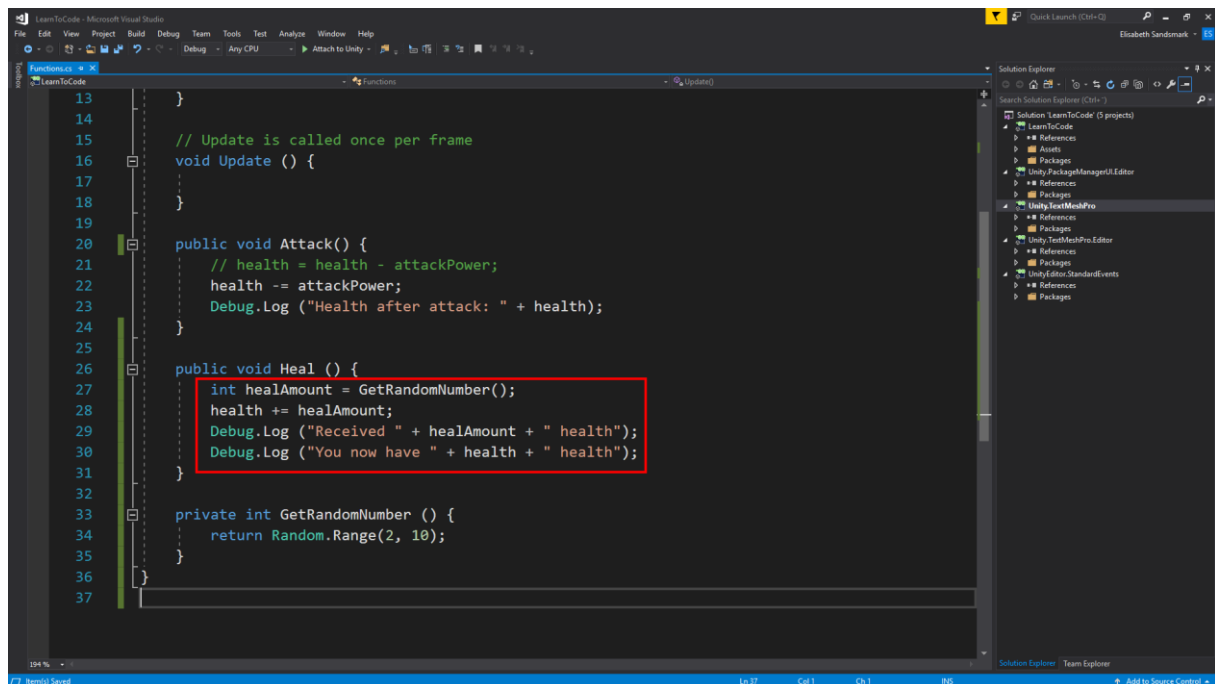 LearnToCode - Microsoft Visual Studio
Quick Launch (Ctrl+Q)
File Edit View Project Build Debug Team Tools Test Analyze Window Help
Elisabeth Sandsmark
ES
Debug Any CPU Attach to Unity
Toolbox
Functions.cs
LearnToCode Functions Update()
13 }
14
15 // Update is called once per frame
16 void Update () {
17
18 }
19
20 public void Attack() {
21 // health = health - attackPower;
22 health -= attackPower;
23 Debug.Log ("Health after attack: " + health);
24 }
25
26 public void Heal () {
27 int healAmount = GetRandomNumber();
28 health += healAmount;
29 Debug.Log ("Received " + healAmount + " health");
30 Debug.Log ("You now have " + health + " health");
31 }
32
33 private int GetRandomNumber () {
34 return Random.Range(2, 10);
35 }
36 }
37
194 %
Solution Explorer
Search Solution Explorer (Ctrl+')
Solution 'LearnToCode' (5 projects)
LearnToCode
References
Assets
Packages
Unity.PackageManagerUI.Editor
References
Packages
Unity.TextMeshPro
References
Packages
Unity.TextMeshPro.Editor
References
Packages
UnityEditor.StandardEvents
References
Packages
Solution Explorer Team Explorer
Item(s) Saved Ln 37 Col 1 Ch 1 INS Add to Source Control